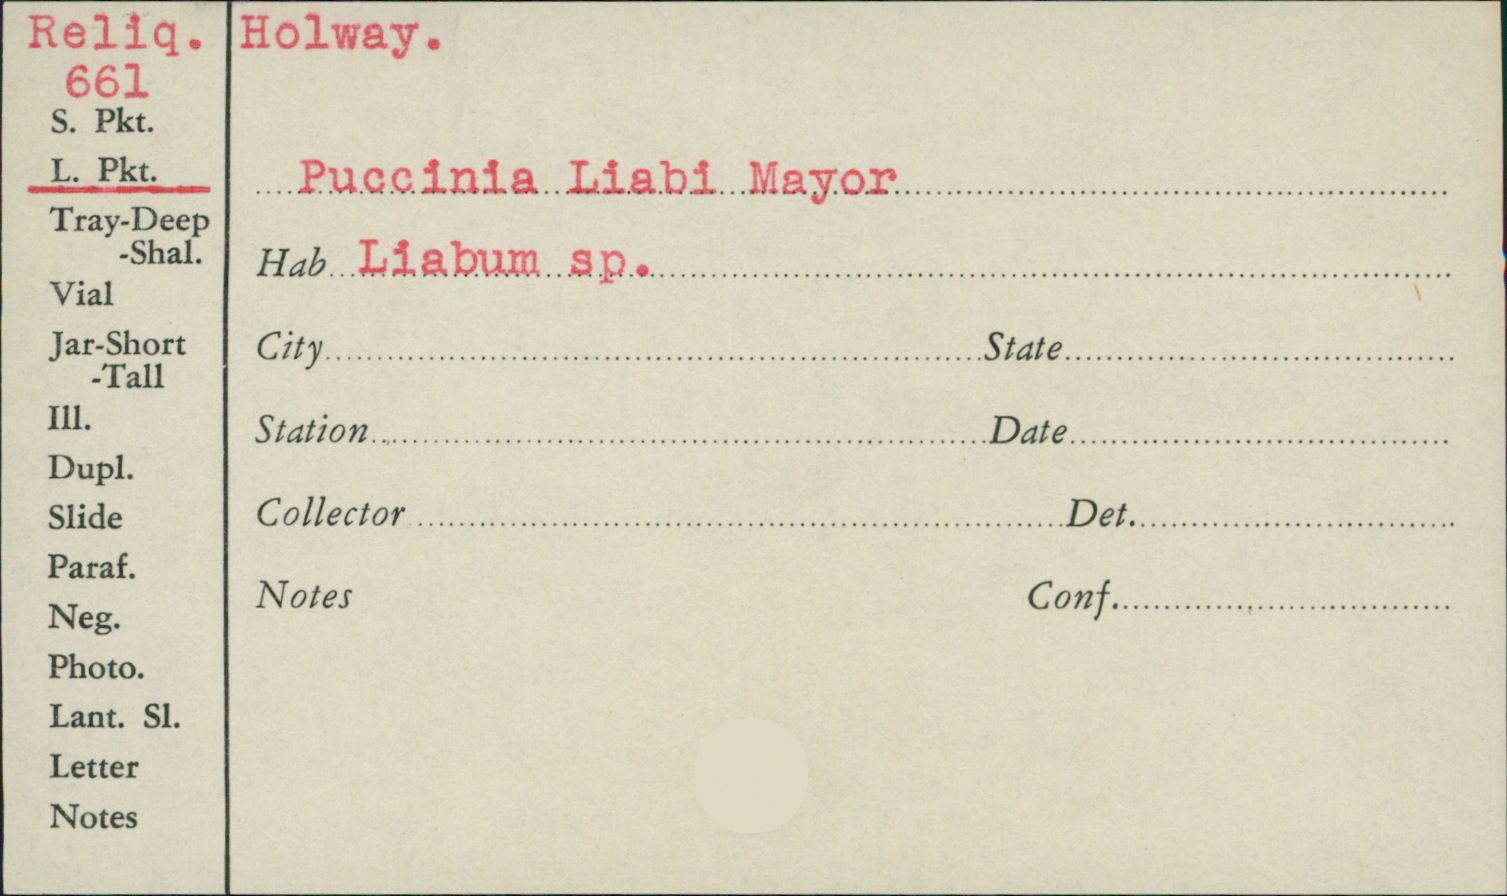 Reliq. Holway.
661
S. Pkt.
L. Pkt.
Puccinia Liabi Mayor
Tray-Deep
-Shal.
Hab Liabum sp.
Vial
Jar-Short
-Tall
City State
Ill.
Station Date
Dupl.
Slide
Collector Det.
Paraf.
Neg.
Notes Conf.
Photo.
Lant. Sl.
Letter
Notes